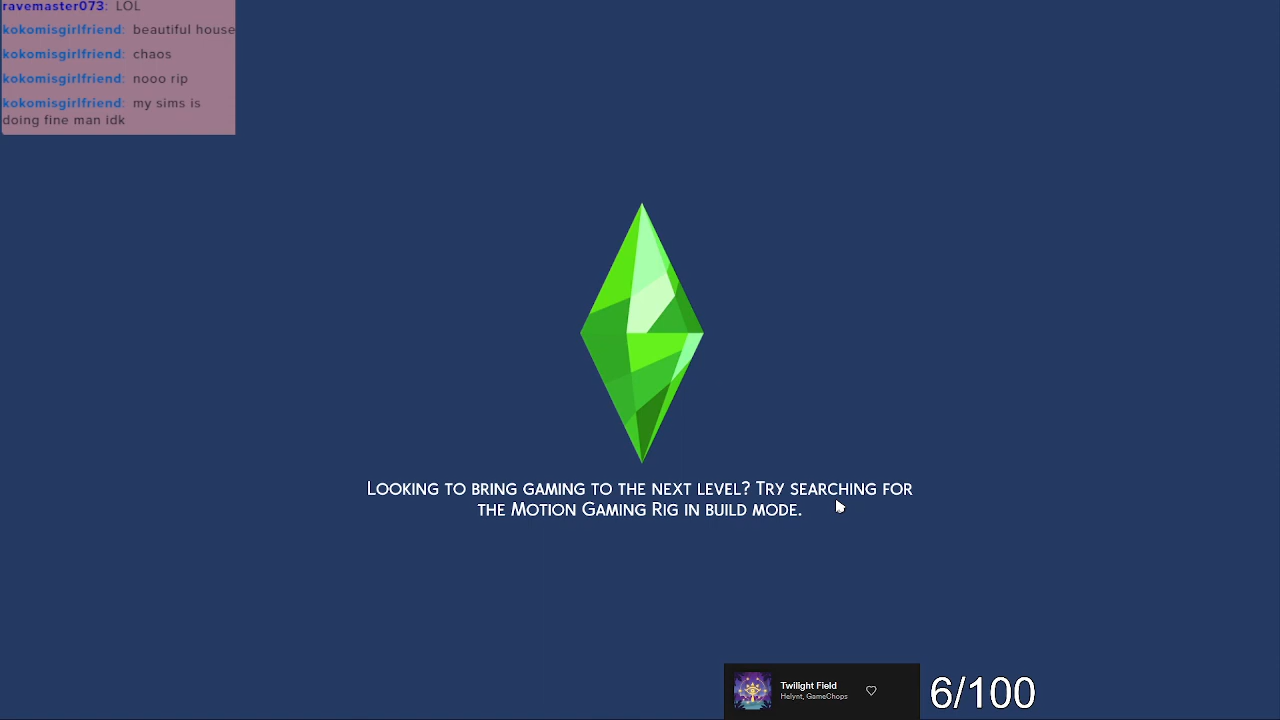 ravemaster073: LOL
kokomisgirlfriend: beautiful house
kokomisgirlfriend: chaos
kokomisgirlfriend: nooo rip
kokomisgirlfriend: my sims is
doing fine man idk
LOOKING TO BRING GAMING TO THE NEXT LEVEL? TRY SEARCHING FOR
THE MOTION GAMING RIG IN BUILD MODE.
Twilight Field
Helynt, GameChops
6/100